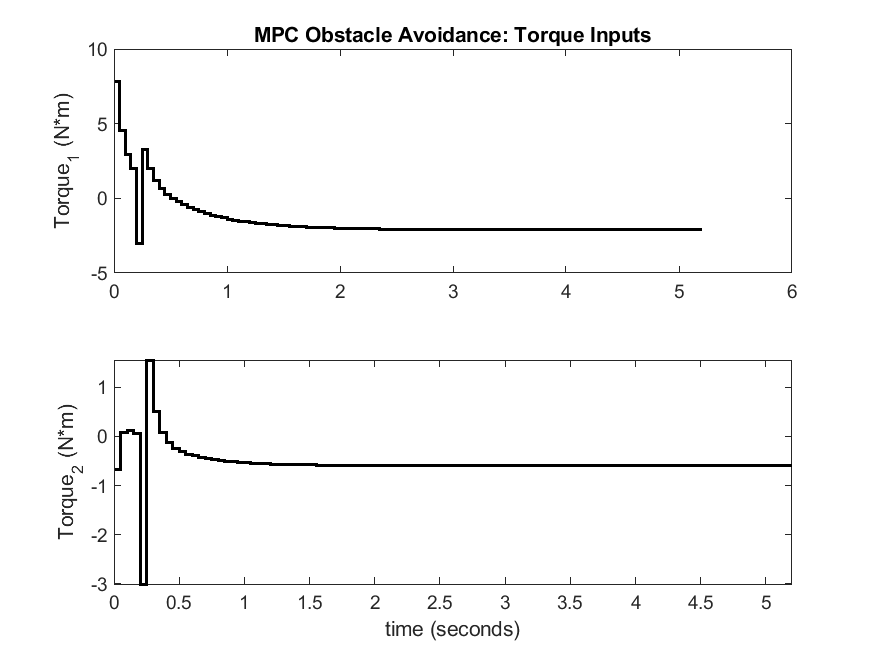 MPC Obstacle Avoidance: Torque Inputs
10
5
0
-5
Torque1 (N*m)
0 1 2 3 4 5 6
1
0
-1
-2
-3
Torque2 (N*m)
0 0.5 1 1.5 2 2.5 3 3.5 4 4.5 5
time (seconds)